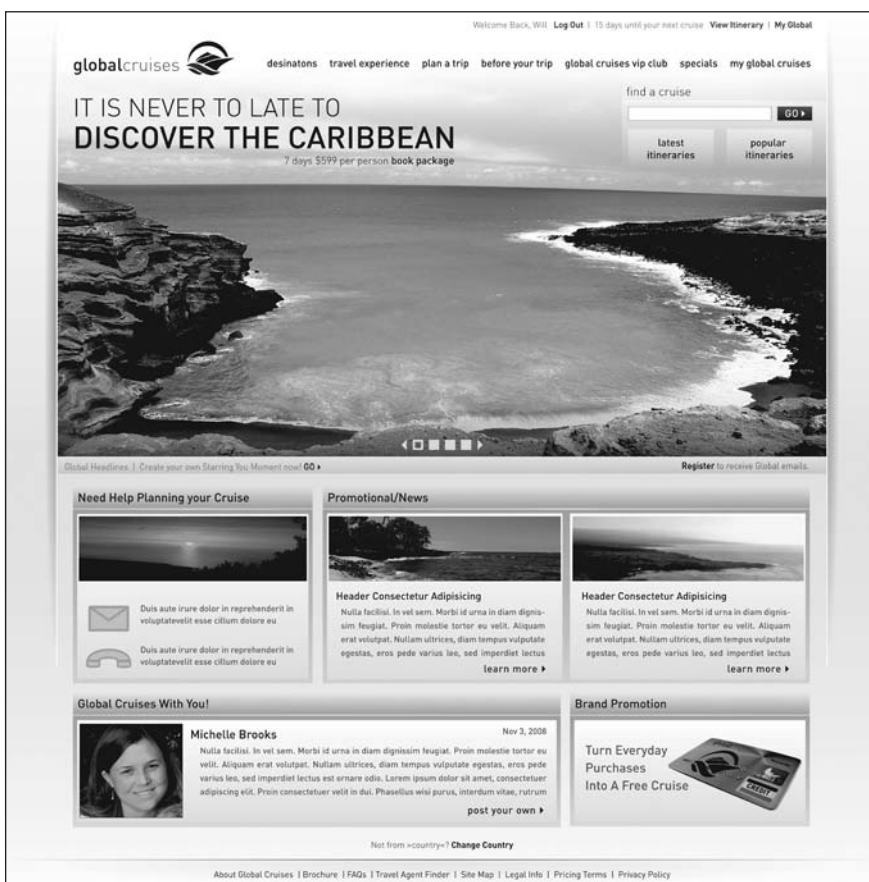 Welcome Back, Will Log Out | 15 days until your next cruise View Itinerary | My Global
globalcruises
desinatons travel experience plan a trip before your trip global cruises vip club specials my global cruises
IT IS NEVER TO LATE TO
DISCOVER THE CARIBBEAN
7 days $599 per person book package
find a cruise
GO
latest itineraries
popular itineraries
Global Headlines | Create your own Starring You Moment now! GO
Register to receive Global emails.
Need Help Planning your Cruise
Duis aute irure dolor in reprehenderit in
voluptatevelit esse cillum dolore eu
Duis aute irure dolor in reprehenderit in
voluptatevelit esse cillum dolore eu
Promotional/News
Header Consectetur Adipisicing
Nulla facilisi. In vel sem. Morbi id urna in diam dignis-
sim feugiat. Proin molestie tortor eu velit. Aliquam
erat volutpat. Nullam ultrices, diam tempus vulputate
egestas, eros pede varius leo, sed imperdiet lectus
learn more
Header Consectetur Adipisicing
Nulla facilisi. In vel sem. Morbi id urna in diam dignis-
sim feugiat. Proin molestie tortor eu velit. Aliquam
erat volutpat. Nullam ultrices, diam tempus vulputate
egestas, eros pede varius leo, sed imperdiet lectus
learn more
Global Cruises With You!
Michelle Brooks
Nov 3, 2008
Nulla facilisi. In vel sem. Morbi id urna in diam dignissim feugiat. Proin molestie tortor eu
velit. Aliquam erat volutpat. Nullam ultrices, diam tempus vulputate egestas, eros pede
varius leo, sed imperdiet lectus est ornare odio. Lorem ipsum dolor sit amet, consectetuer
adipiscing elit. Proin consectetuer velit in dui. Phasellus wisi purus, interdum vitae, rutrum
post your own
Brand Promotion
Turn Everyday
Purchases
Into A Free Cruise
CREDIT
Not from >country<? Change Country
About Global Cruises | Brochure | FAQs | Travel Agent Finder | Site Map | Legal Info | Pricing Terms | Privacy Policy